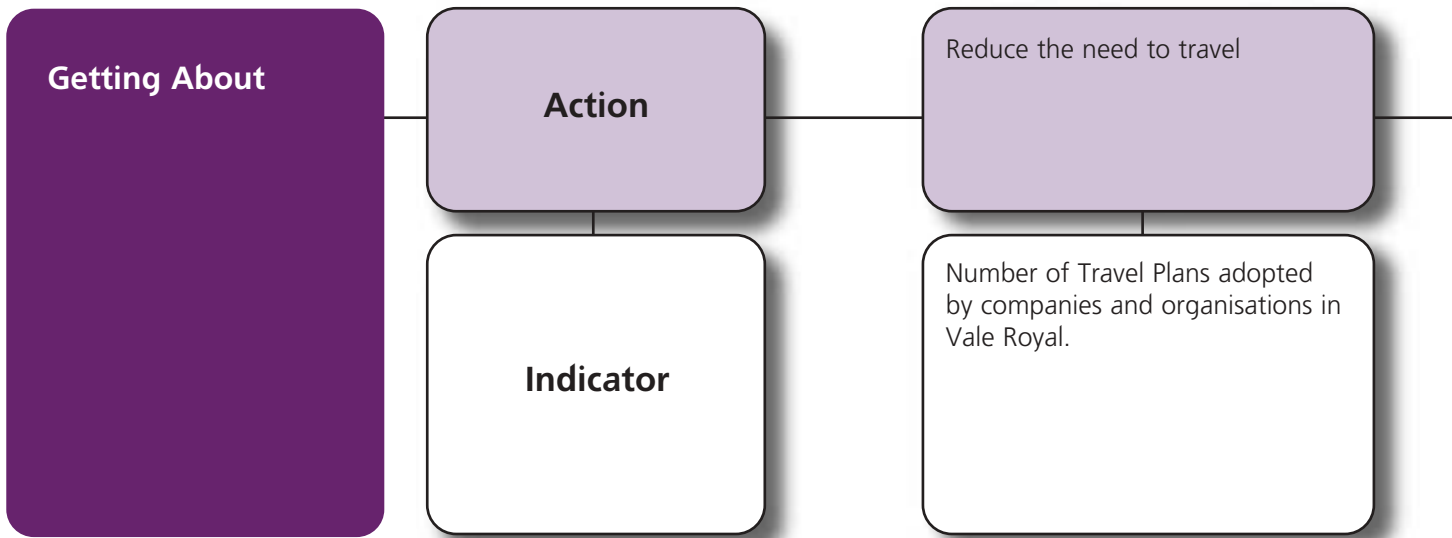 Getting About
Action
Reduce the need to travel
Indicator
Number of Travel Plans adopted
by companies and organisations in
Vale Royal.